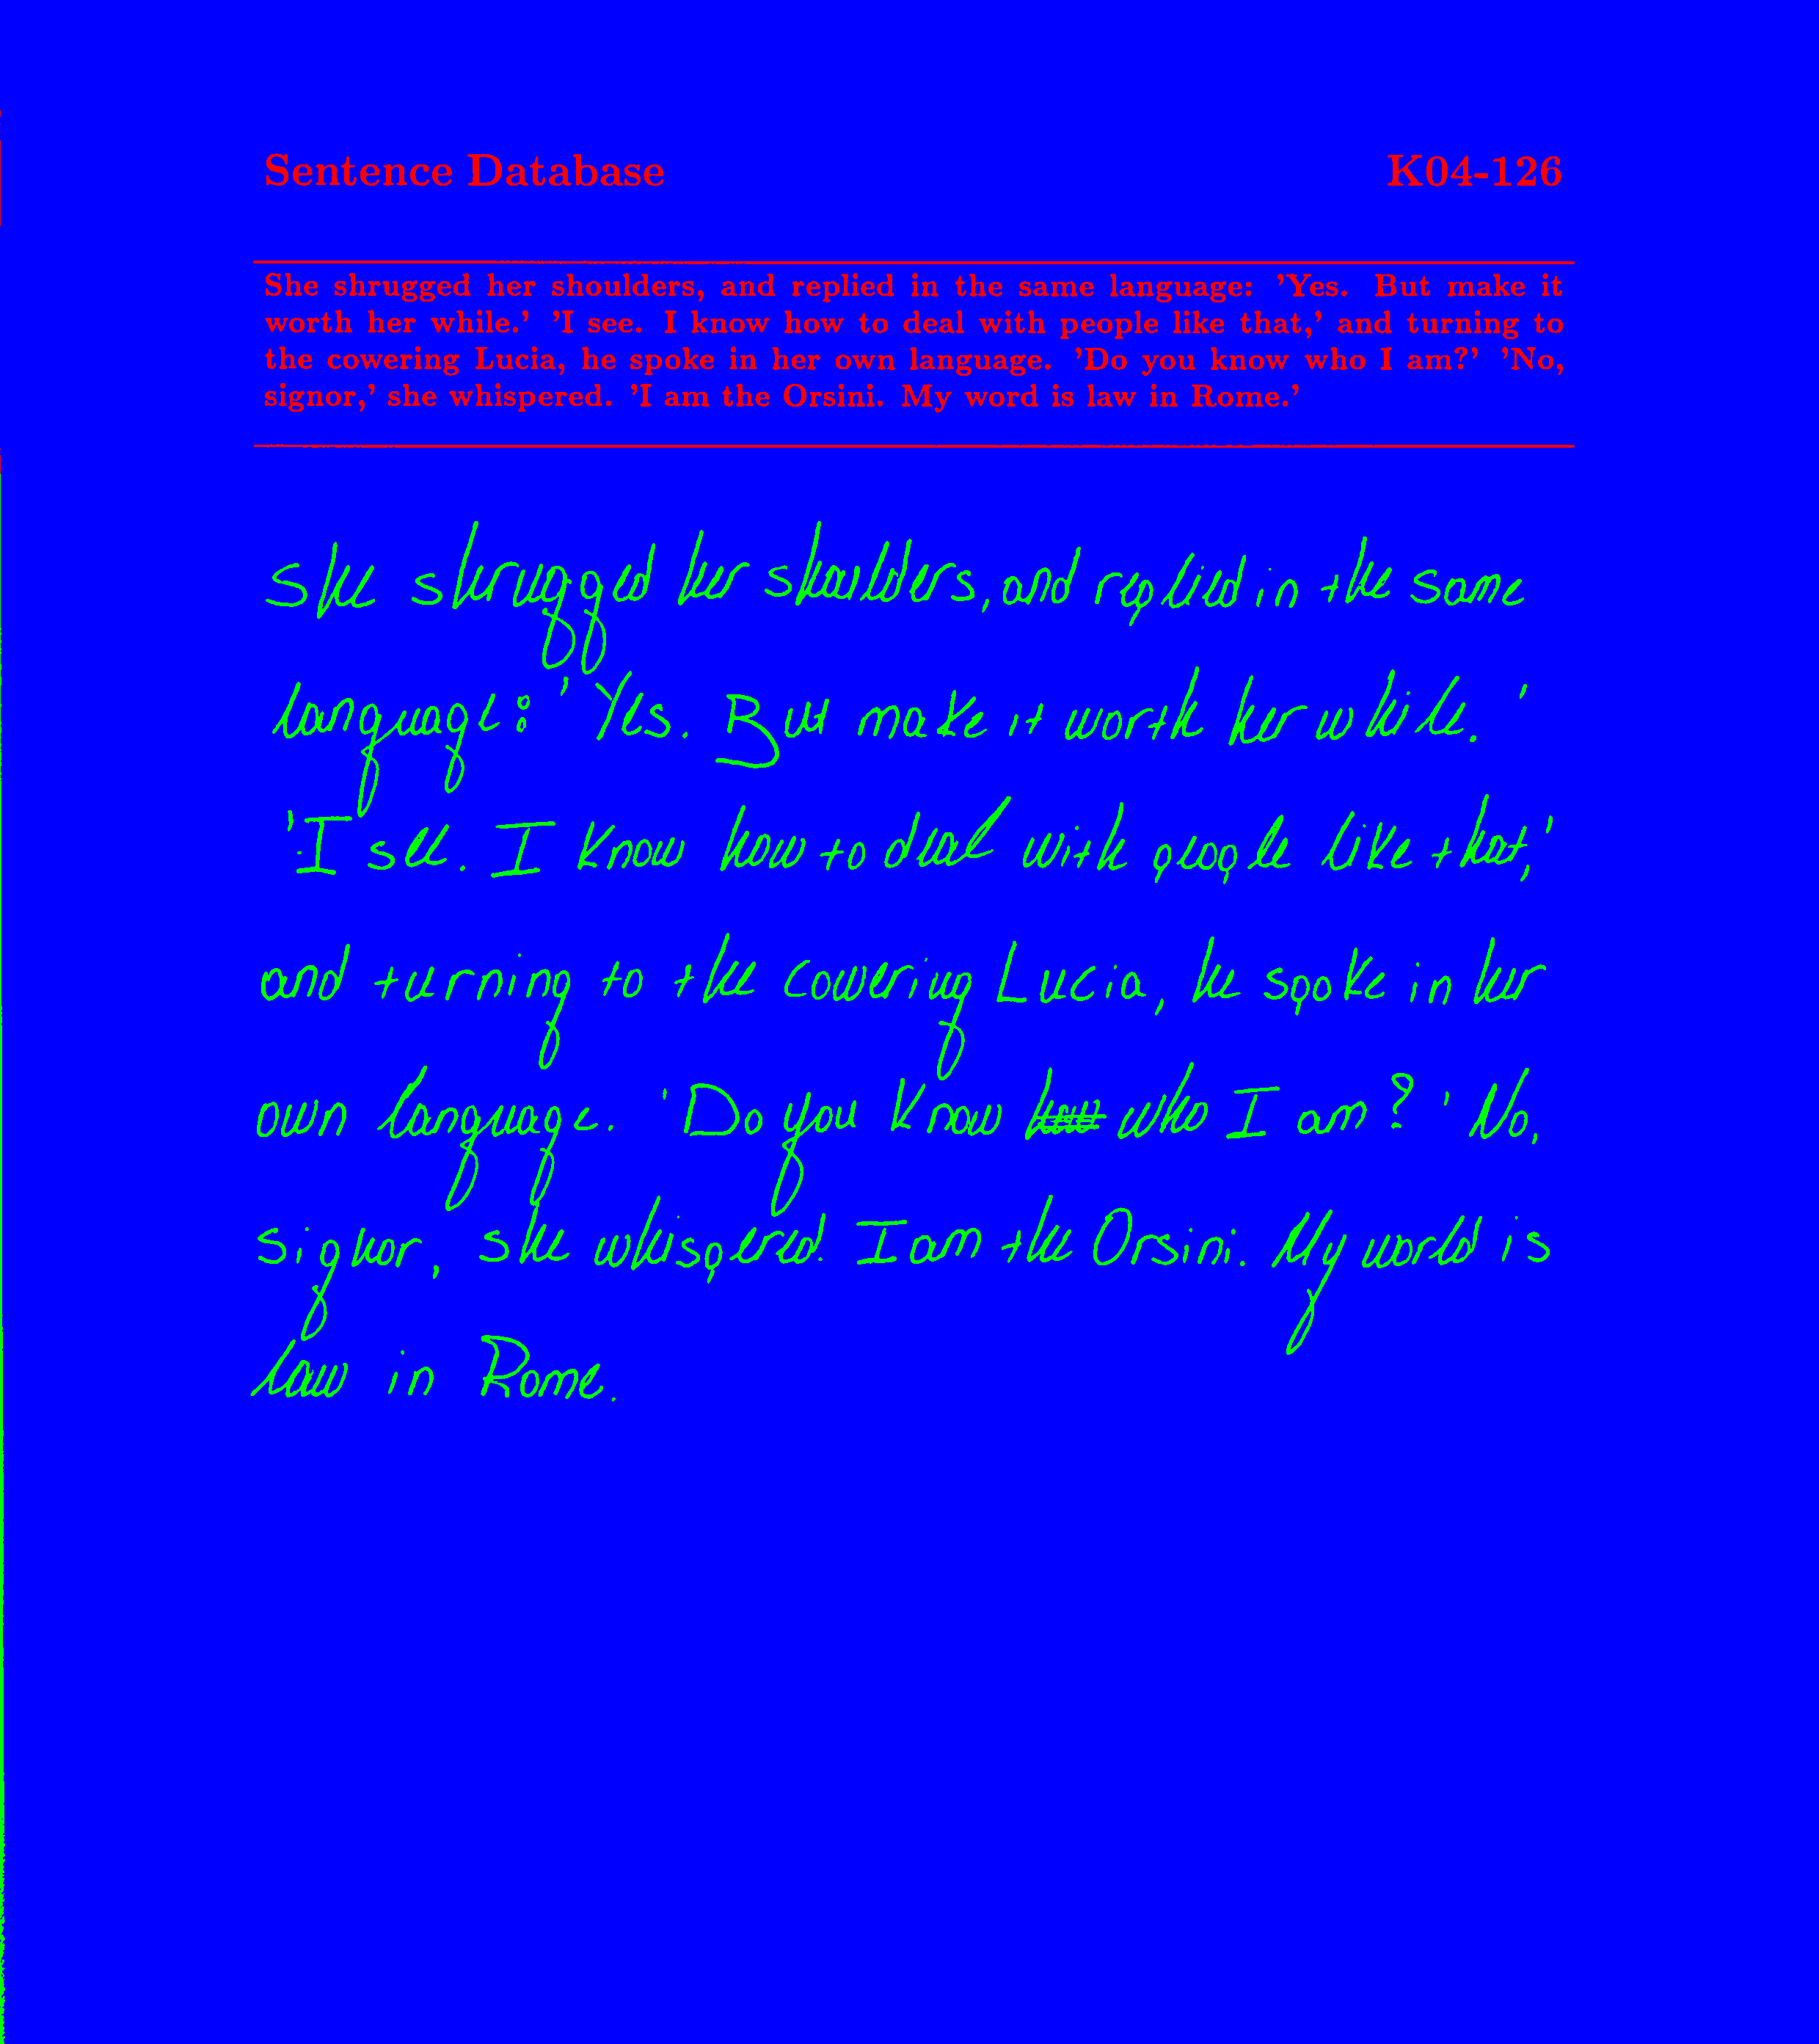 Sentence Database K04-126
She shrugged her shoulders, and replied in the same language: 'Yes. But make it
worth her while.' 'I see. I know how to deal with people like that,' and turning to
the cowering Lucia, he spoke in her own language. 'Do you know who I am?' 'No,
signor,' she whispered. 'I am the Orsini. My word is law in Rome.'
She shrugged her shoulders, and replied in the same
language: 'Yes. But make it worth her while.'
'I see. I know how to deal with people like that,'
and turning to the cowering Lucia, he spoke in her
own language. 'Do you know who I am? 'No,
signor, she whispered. I am the Orsini. My world is
law in Rome.